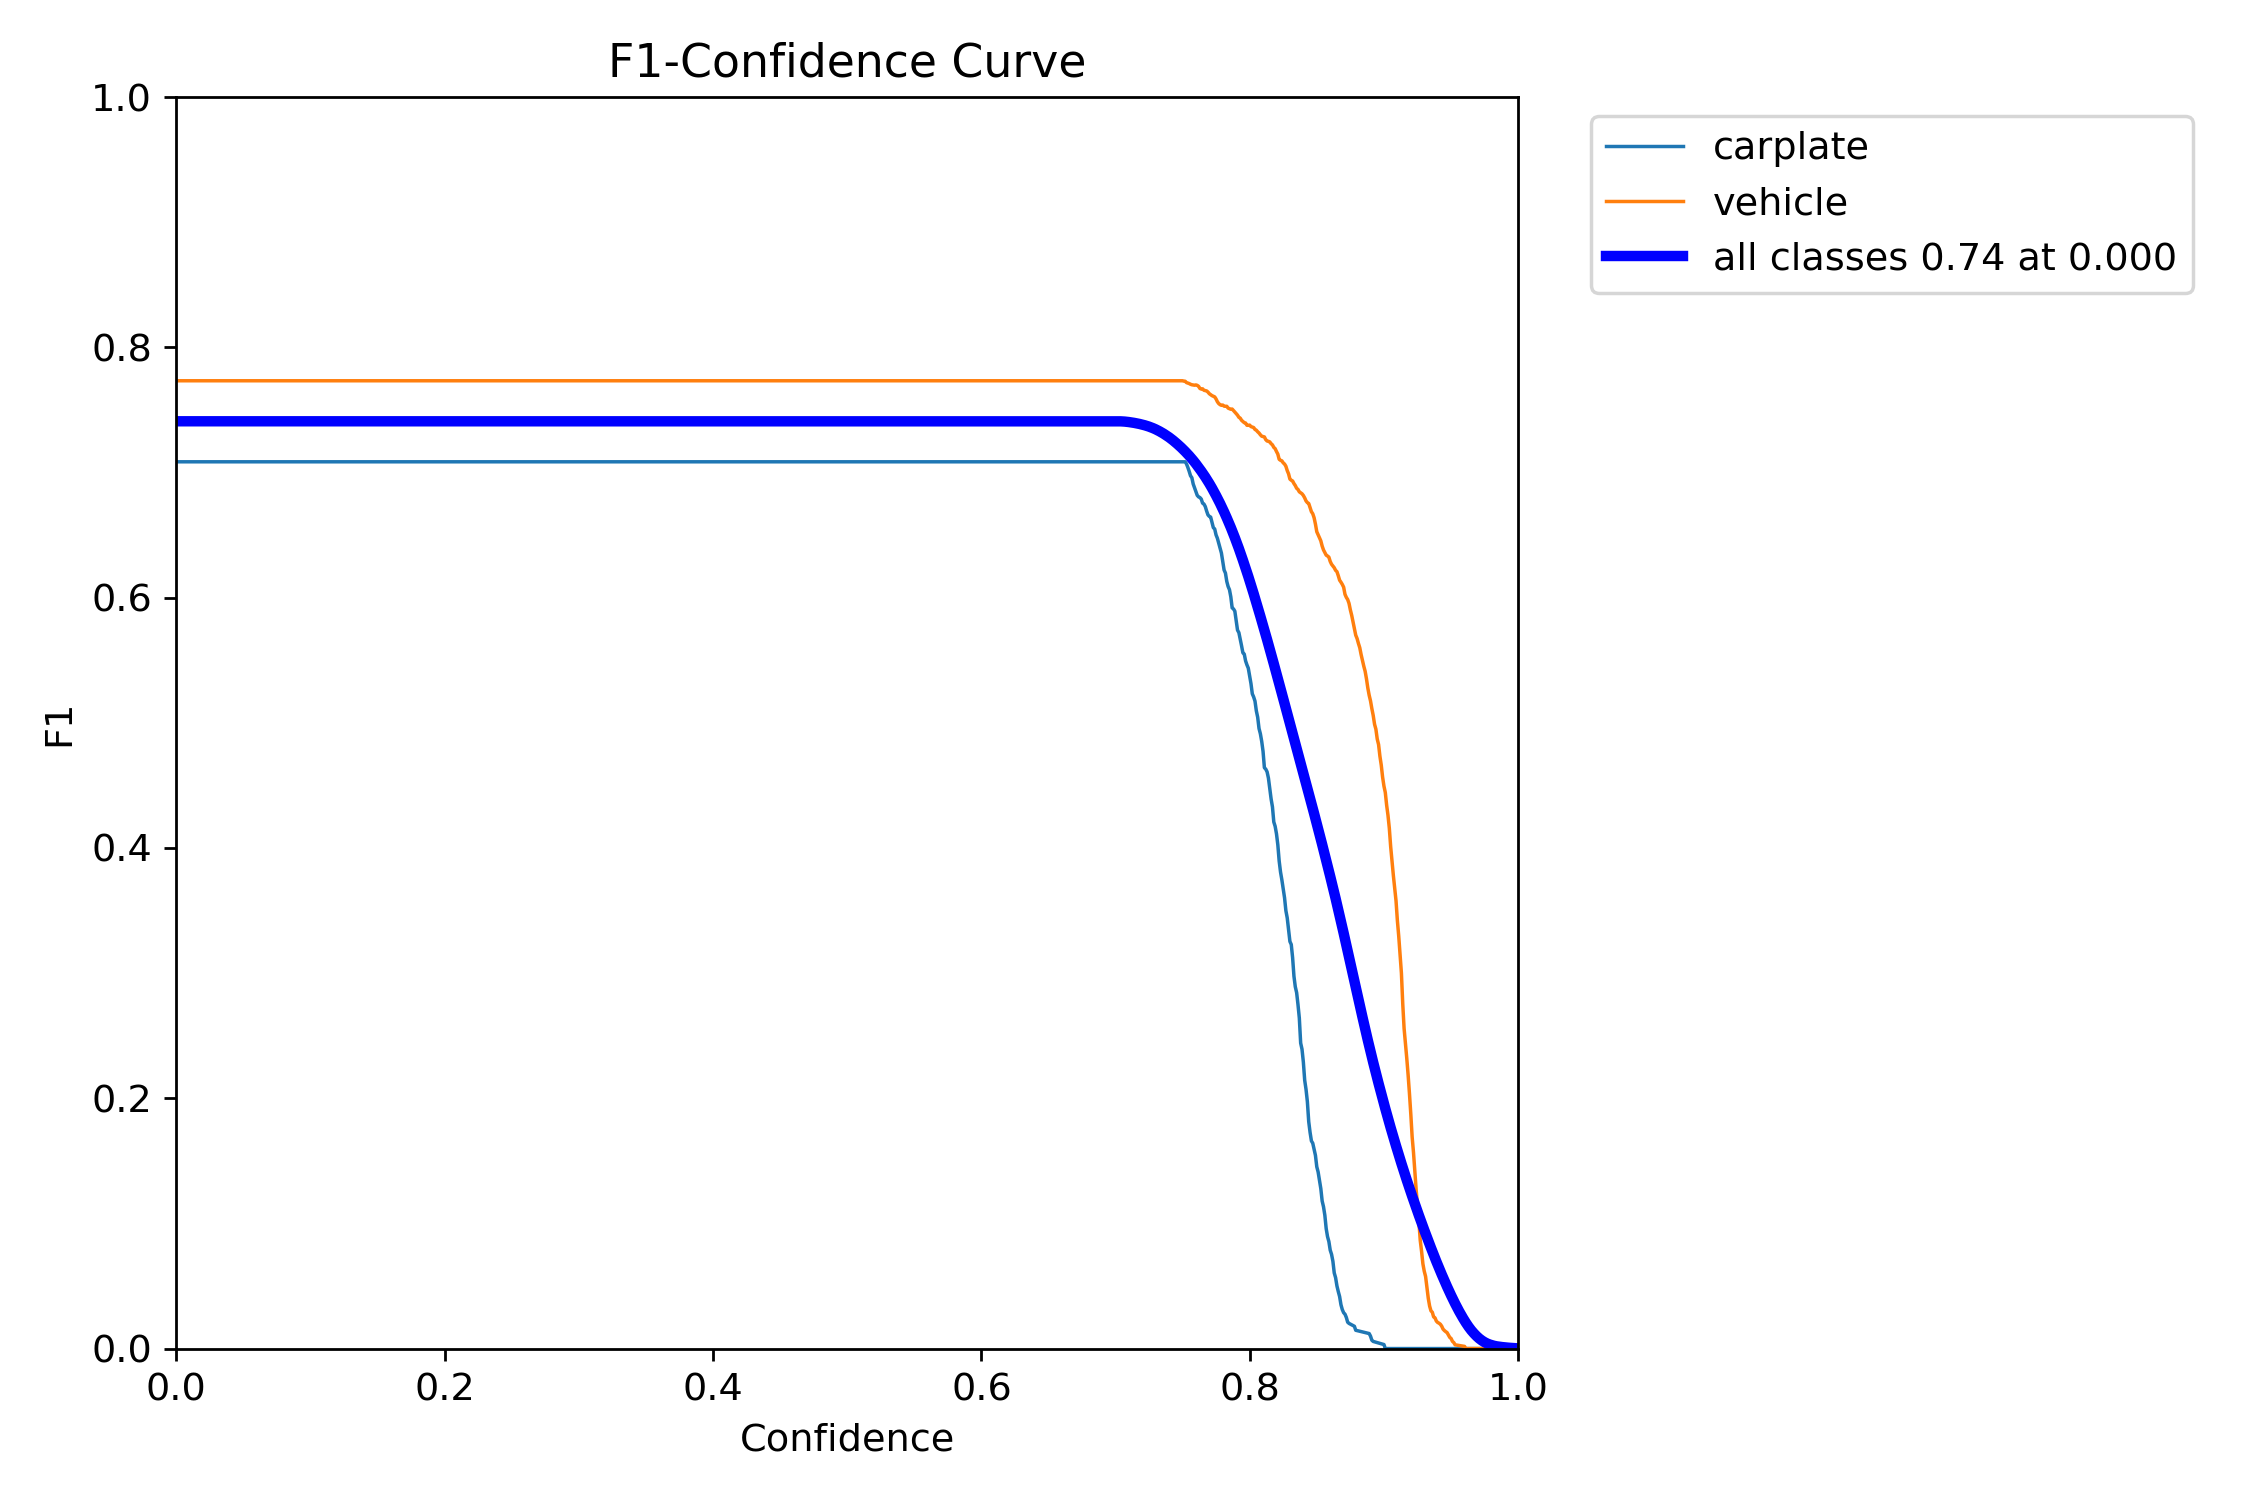 F1-Confidence Curve
1.0
0.8
0.6
0.4
0.2
0.0
F1
0.0 0.2 0.4 0.6 0.8 1.0
Confidence
carplate
vehicle
all classes 0.74 at 0.000